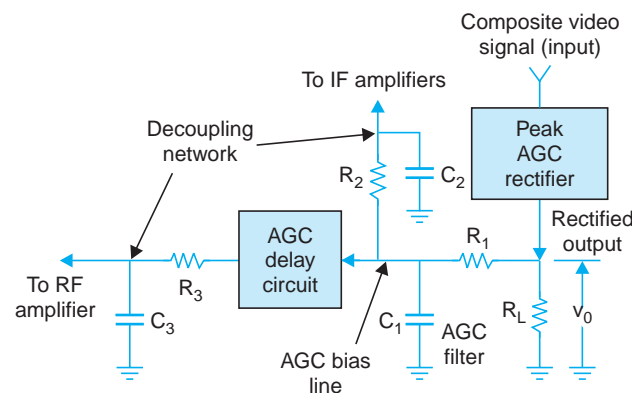 Composite video
signal (input)
To IF amplifiers
Decoupling
network
Peak
AGC
rectifier
R2
C2
Rectified
output
AGC
delay
circuit
R1
To RF
amplifier
R3
C3
C1
AGC
filter
RL
v0
AGC bias
line